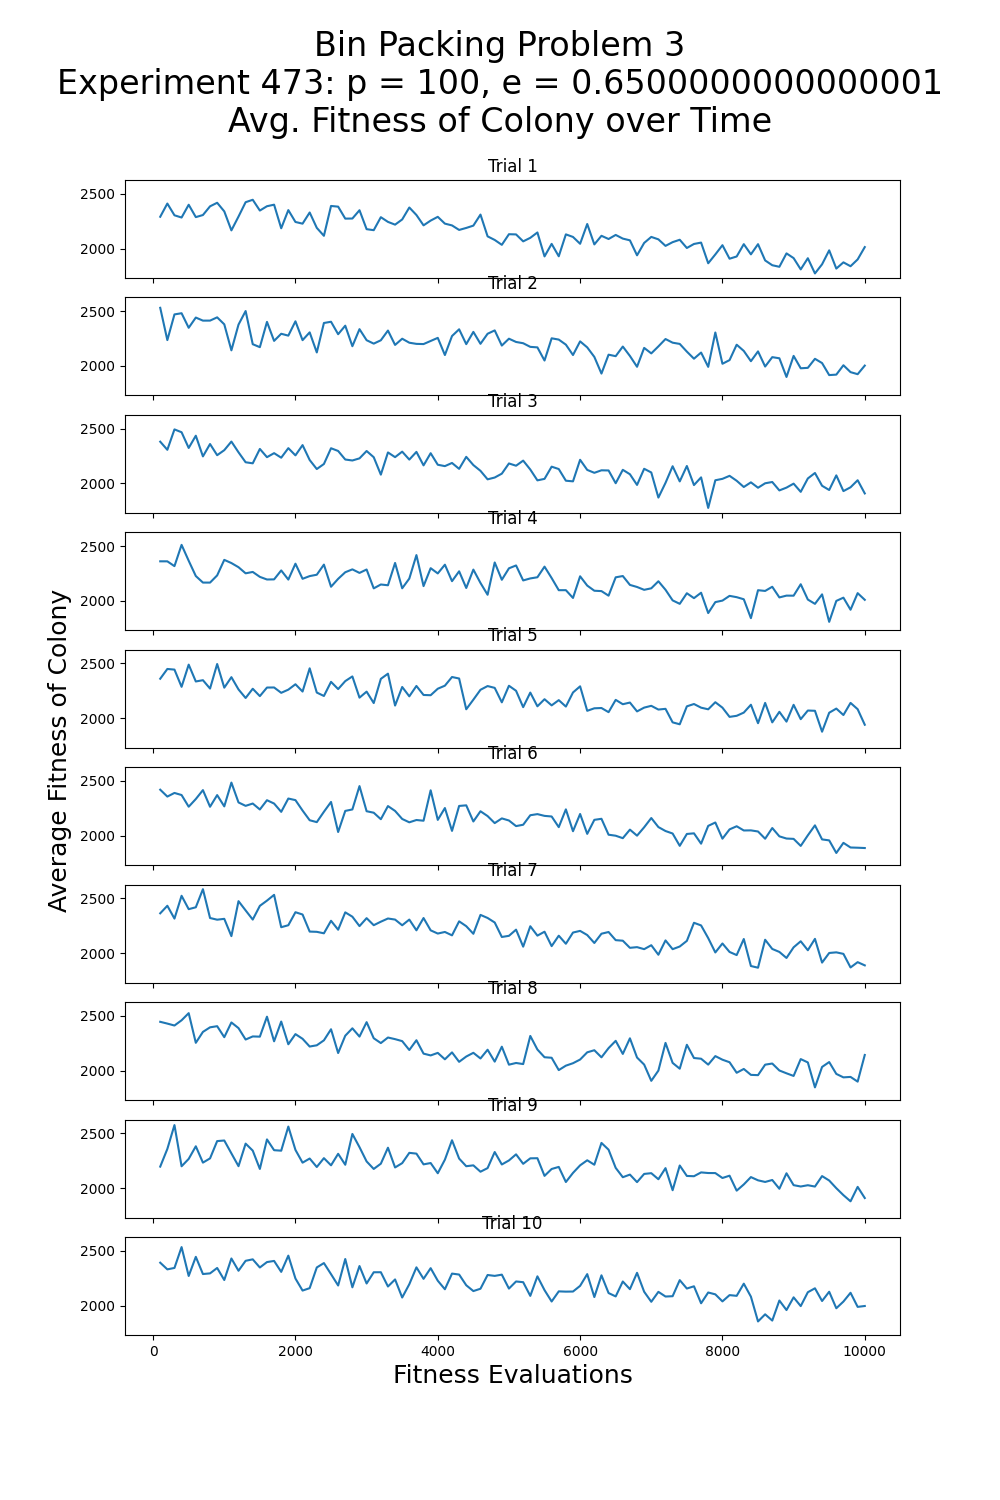 Bin Packing Problem 3
Experiment 473: p = 100, e = 0.6500000000000001
Avg. Fitness of Colony over Time
Trial 1
2500
2000
Trial 2
2500
2000
Trial 3
2500
2000
Trial 4
2500
2000
Trial 5
2500
2000
Trial 6
2500
2000
Trial 7
2500
2000
Trial 8
2500
2000
Trial 9
2500
2000
Trial 10
2500
2000
0 2000 4000 6000 8000 10000
Fitness Evaluations
Average Fitness of Colony